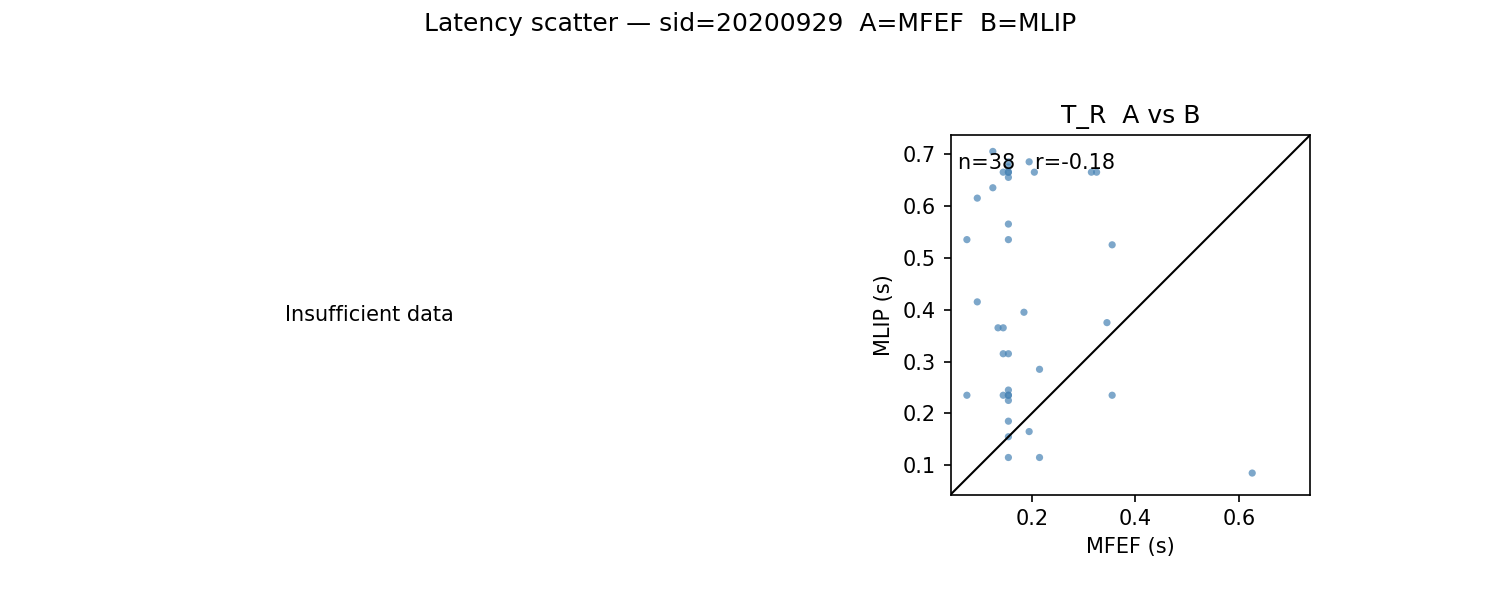 Latency scatter — sid=20200929  A=MFEF  B=MLIP
Insufficient data
T_R  A vs B
n=38   r=-0.18
0.7
0.6
0.5
0.4
0.3
0.2
0.1
MLIP (s)
0.2
0.4
0.6
MFEF (s)